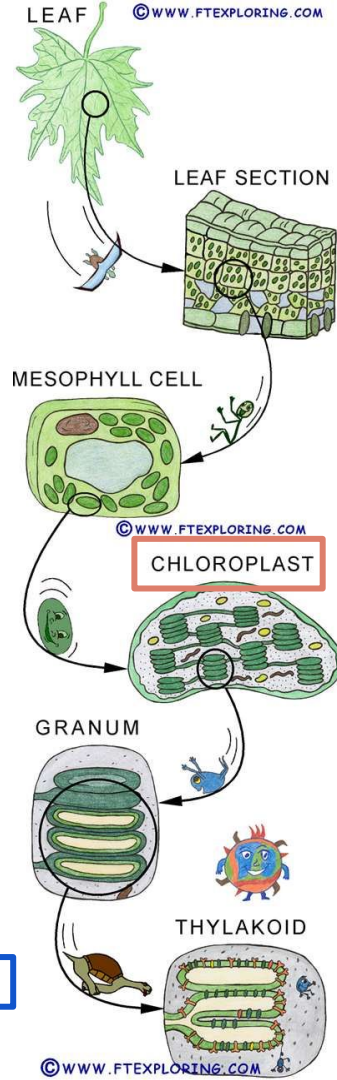 LEAF
©WWW.FTEXPLORING.COM
LEAF SECTION
MESOPHYLL CELL
©WWW.FTEXPLORING.COM
CHLOROPLAST
GRANUM
THYLAKOID
©WWW.FTEXPLORING.COM